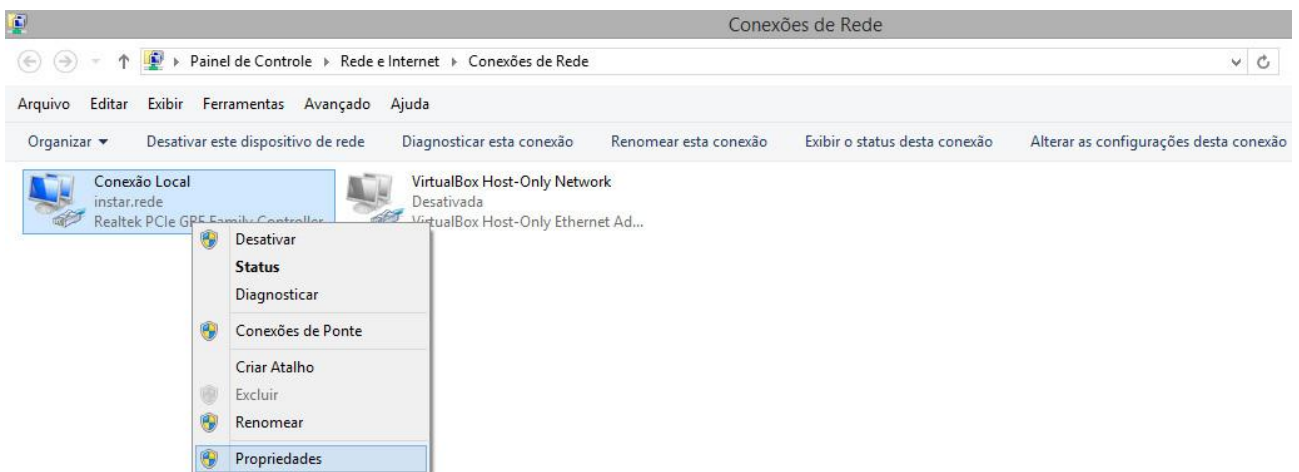 Conexões de Rede
Painel de Controle Rede e Internet Conexões de Rede
Arquivo Editar Exibir Ferramentas Avançado Ajuda
Organizar Desativar este dispositivo de rede Diagnosticar esta conexão Renomear esta conexão Exibir o status desta conexão Alterar as configurações desta conexão
Conexão Local
instar.rede
Realtek PCIe GBE Family Controller
VirtualBox Host-Only Network
Desativada
VirtualBox Host-Only Ethernet Ad...
Desativar
Status
Diagnosticar
Conexões de Ponte
Criar Atalho
Excluir
Renomear
Propriedades